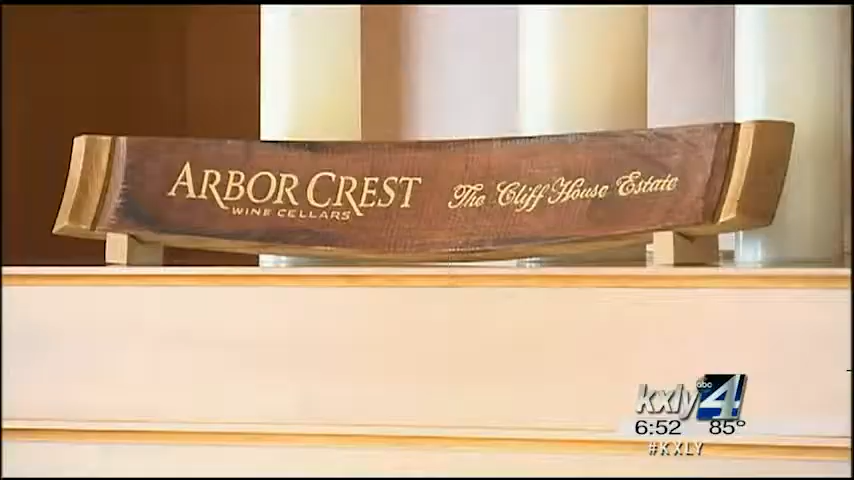 ARBOR CREST
WINE CELLARS
The Cliff House Estate
kxly abc 4
6:52 85°
#KXLY